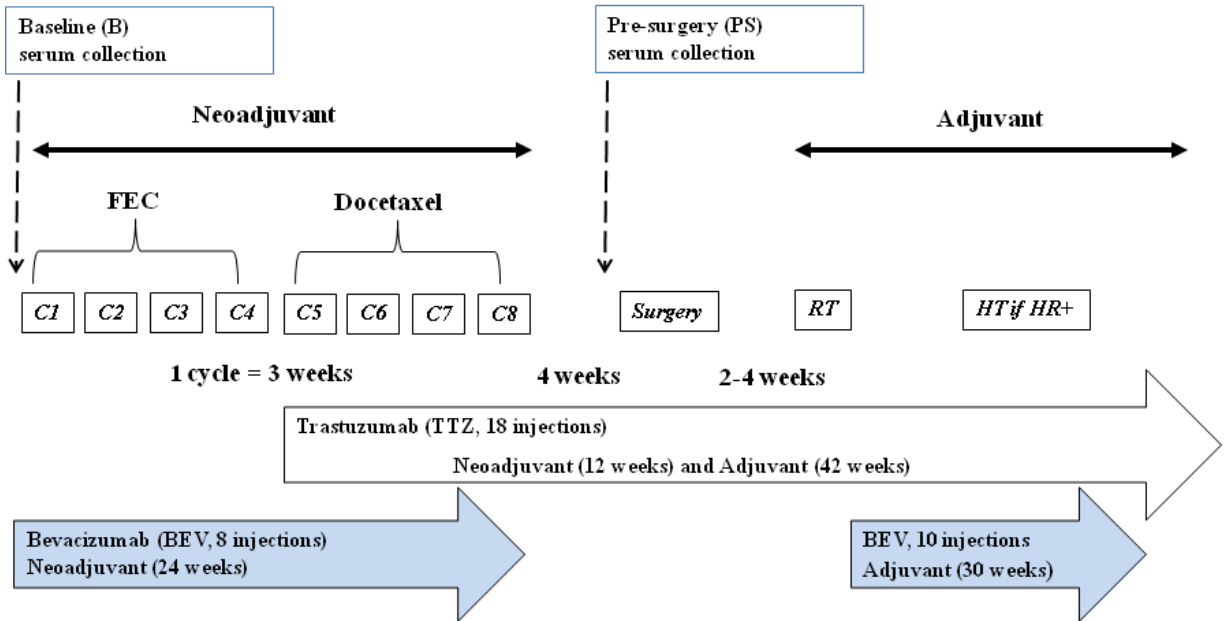 Baseline (B)
serum collection
Pre-surgery (PS)
serum collection
Neoadjuvant
Adjuvant
FEC
Docetaxel
C1 C2 C3 C4 C5 C6 C7 C8 Surgery RT HT if HR+
1 cycle = 3 weeks 4 weeks 2-4 weeks
Trastuzumab (TTZ, 18 injections)
Neoadjuvant (12 weeks) and Adjuvant (42 weeks)
Bevacizumab (BEV, 8 injections)
Neoadjuvant (24 weeks)
BEV, 10 injections
Adjuvant (30 weeks)